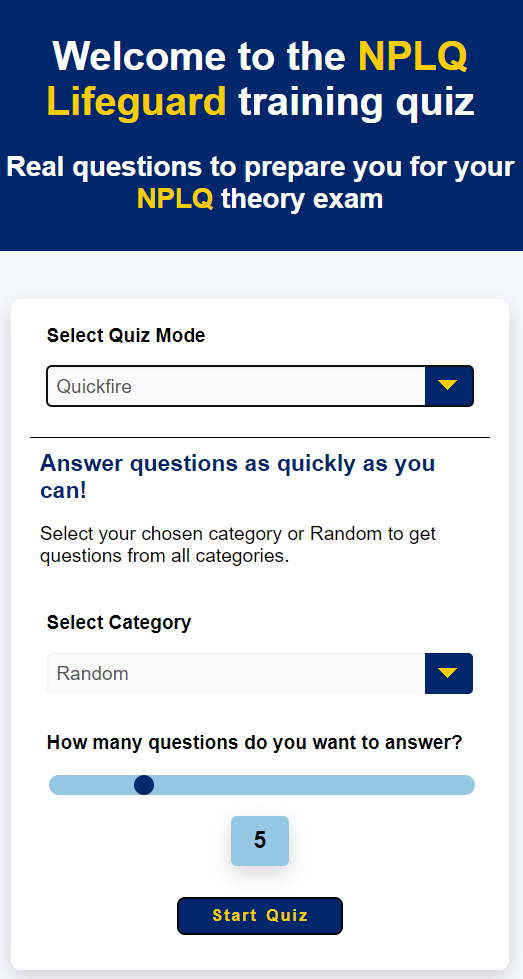 Welcome to the NPLQ
Lifeguard training quiz
Real questions to prepare you for your
NPLQ theory exam
Select Quiz Mode
Quickfire
Answer questions as quickly as you
can!
Select your chosen category or Random to get
questions from all categories.
Select Category
Random
How many questions do you want to answer?
5
Start Quiz